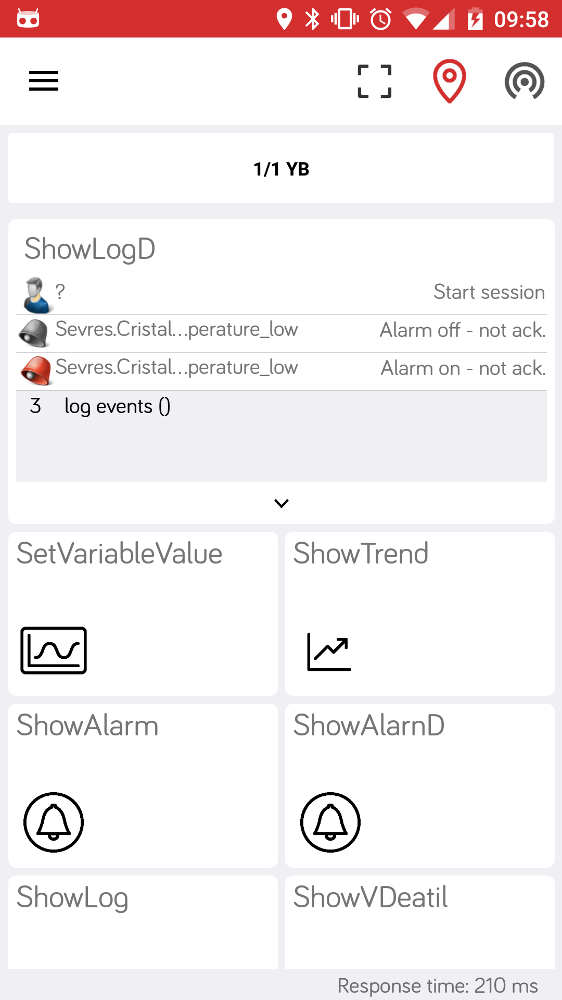 09:58
1/1 YB
ShowLogD
? Start session
Sevres.Cristal...perature_low Alarm off - not ack.
Sevres.Cristal...perature_low Alarm on - not ack.
3 log events ()
SetVariableValue ShowTrend
ShowAlarm ShowAlarnD
ShowLog ShowVDeatil
Response time: 210 ms